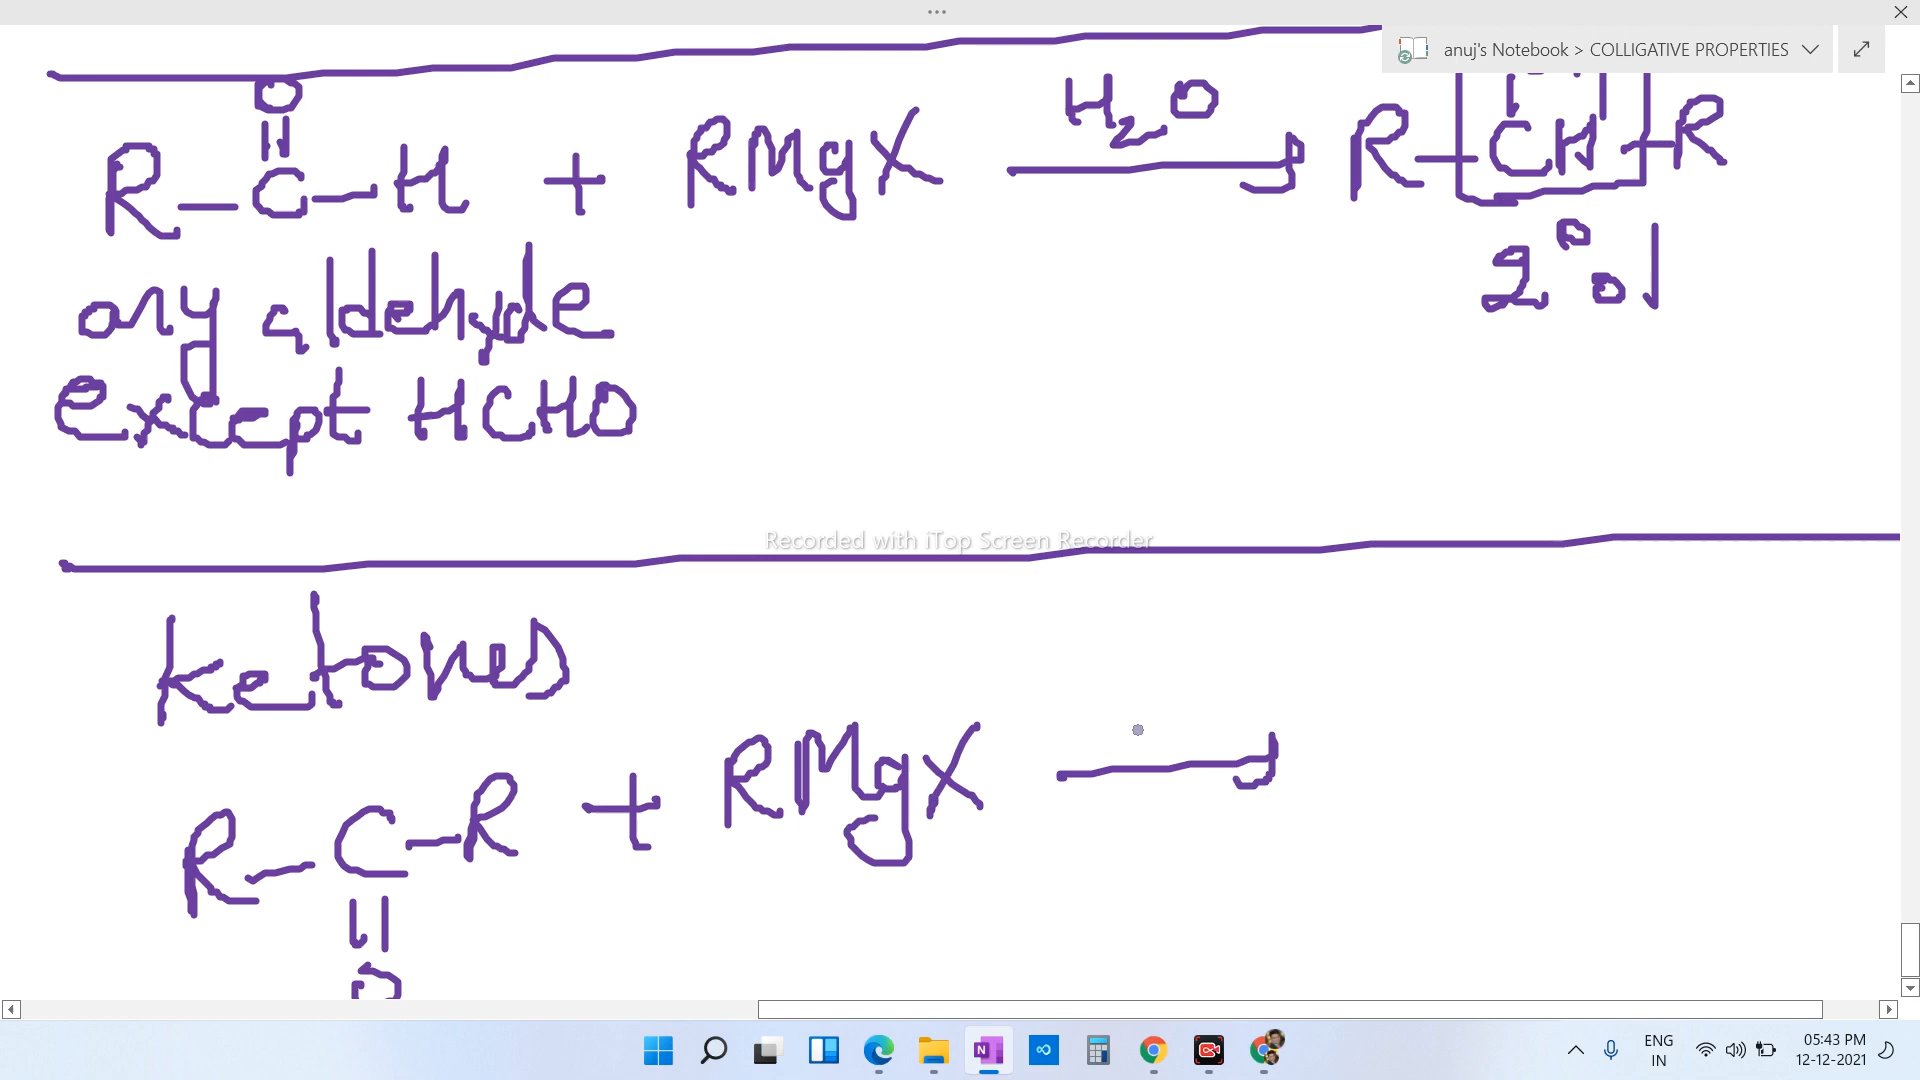 anuj's Notebook > COLLIGATIVE PROPERTIES
O
R-C-H + RMgX H2O R-CH-R
any aldehyde
2° ol
except HCHO
Recorded with iTop Screen Recorder
ketones
R-C-R + RMgX
O
ENG
IN
05:43 PM
12-12-2021